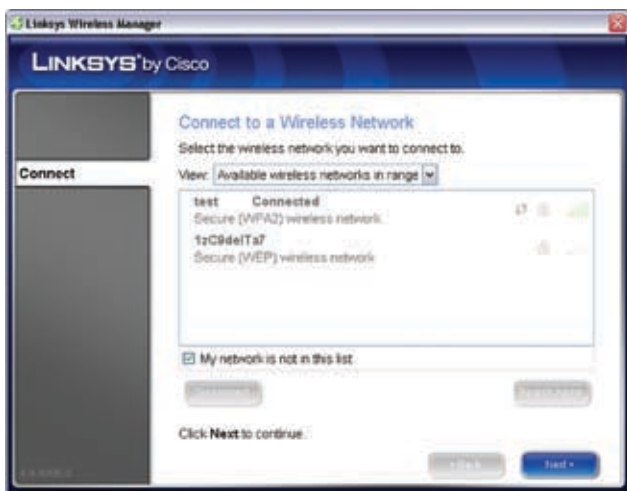 Linksys Wireless Manager
LINKSYS by Cisco
Connect to a Wireless Network
Select the wireless network you want to connect to.
Connect
View: Available wireless networks in range
test Connected
Secure (WPA2) wireless network
Secure (WEP) wireless network
My network is not in this list
Click Next to continue.
< Back
Next >